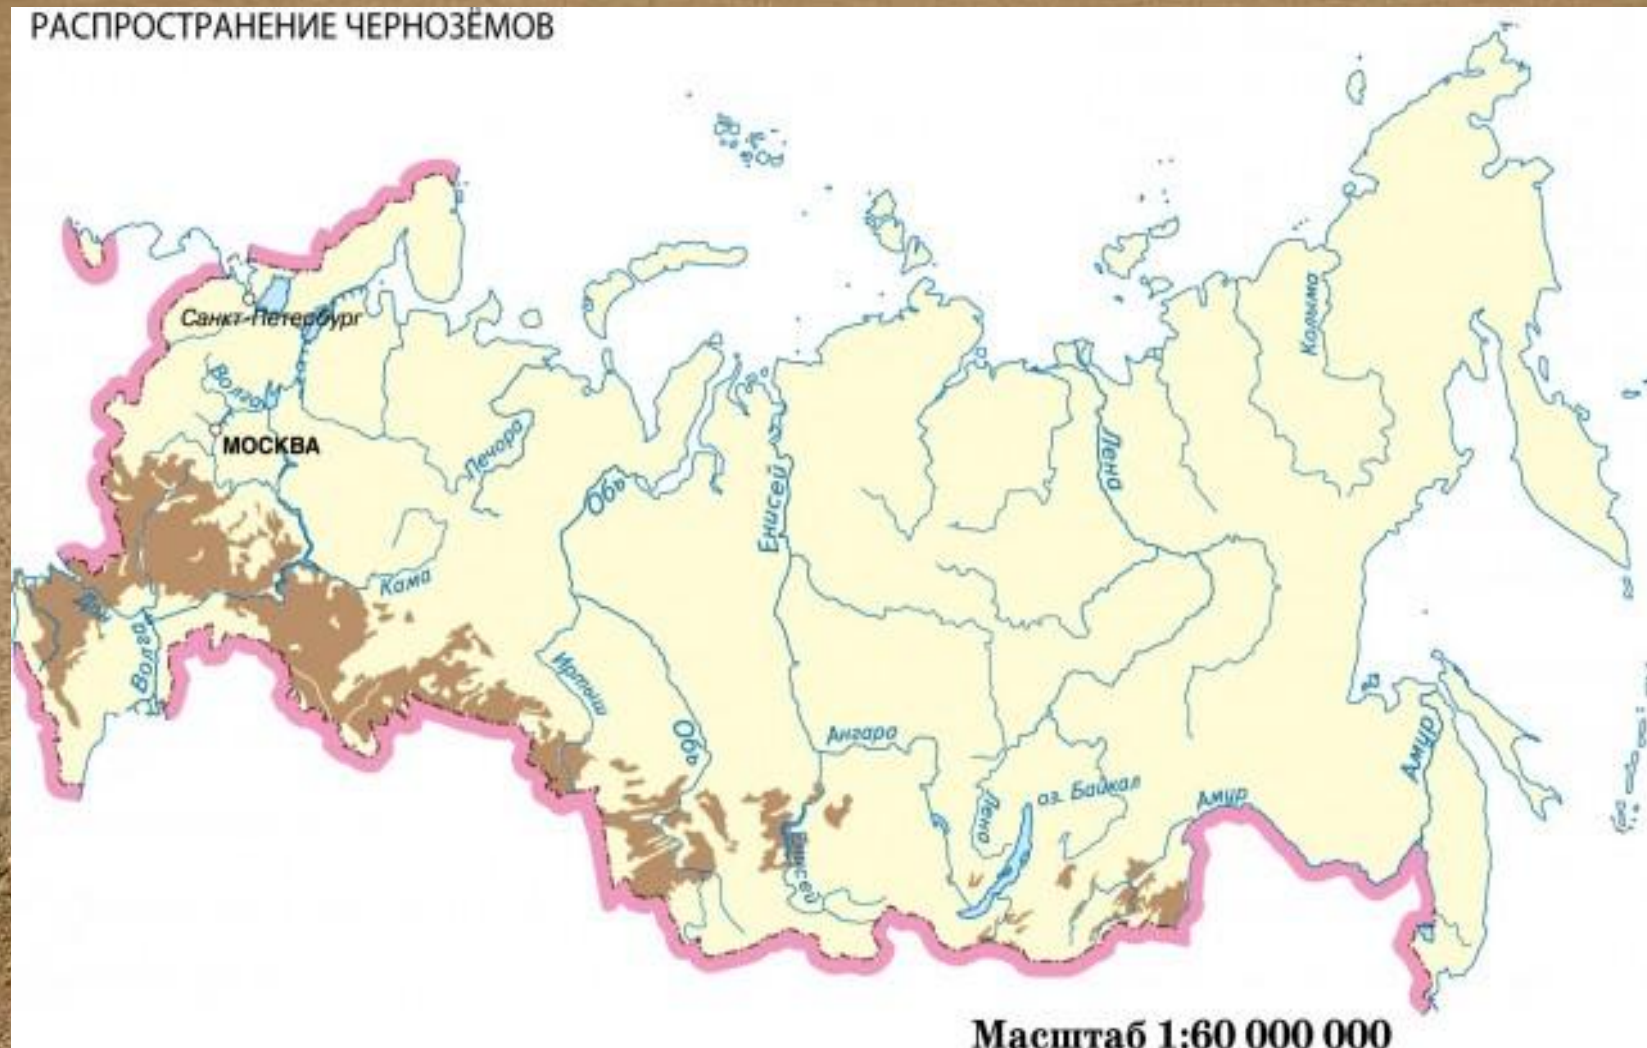 РАСПРОСТРАНЕНИЕ ЧЕРНОЗЁМОВ
Санкт-Петербург
Волга
МОСКВА
Печора
Обь
Енисей
Лена
Колыма
Кама
Дон
Волга
Иртыш
Обь
Ангара
Лена
оз. Байкал
Амур
Амур
Енисей
Масштаб 1:60 000 000